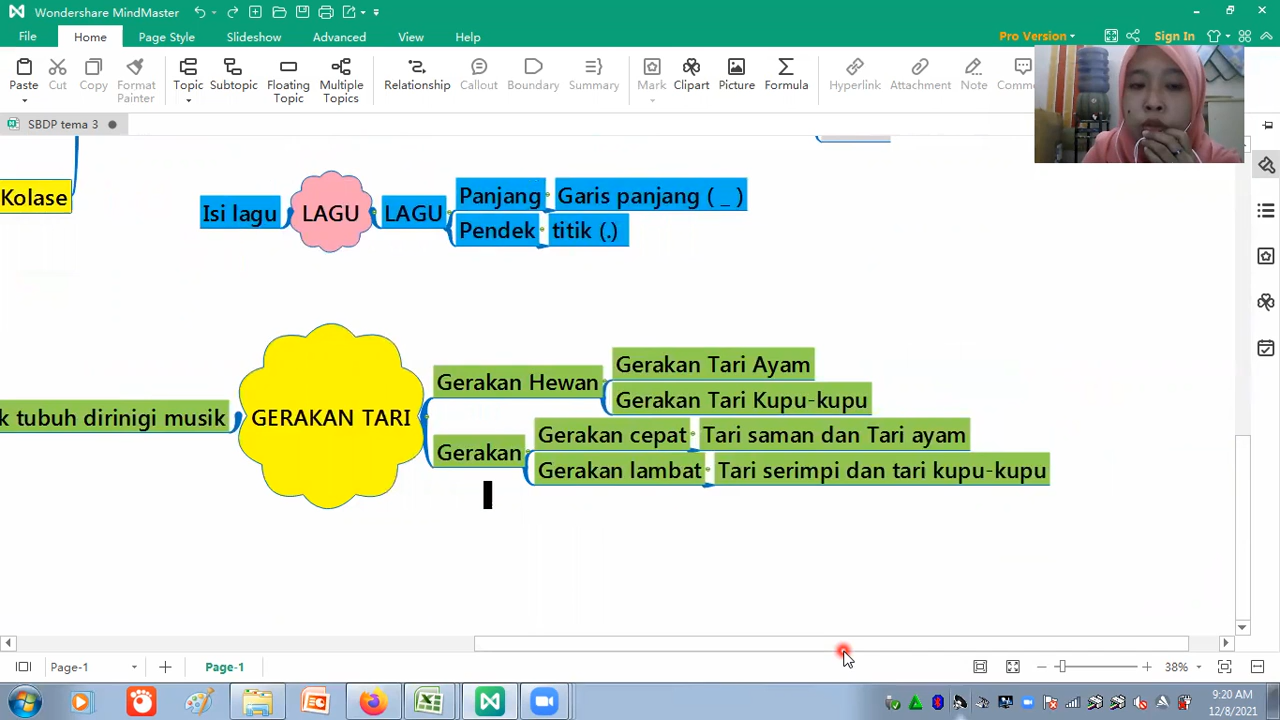 Wondershare MindMaster
File Home Page Style Slideshow Advanced View Help Pro Version Sign In
Paste Cut Copy Format Painter Topic Subtopic Floating Topic Multiple Topics Relationship Callout Boundary Summary Mark Clipart Picture Formula Hyperlink Attachment Note
SBDP tema 3
Kolase
Isi lagu
LAGU
LAGU
Panjang
Garis panjang ( _ )
Pendek
titik (.)
k tubuh dirinigi musik
GERAKAN TARI
Gerakan Hewan
Gerakan Tari Ayam
Gerakan Tari Kupu-kupu
Gerakan
Gerakan cepat
Tari saman dan Tari ayam
Gerakan lambat
Tari serimpi dan tari kupu-kupu
Page-1 Page-1 38%
9:20 AM
12/8/2021